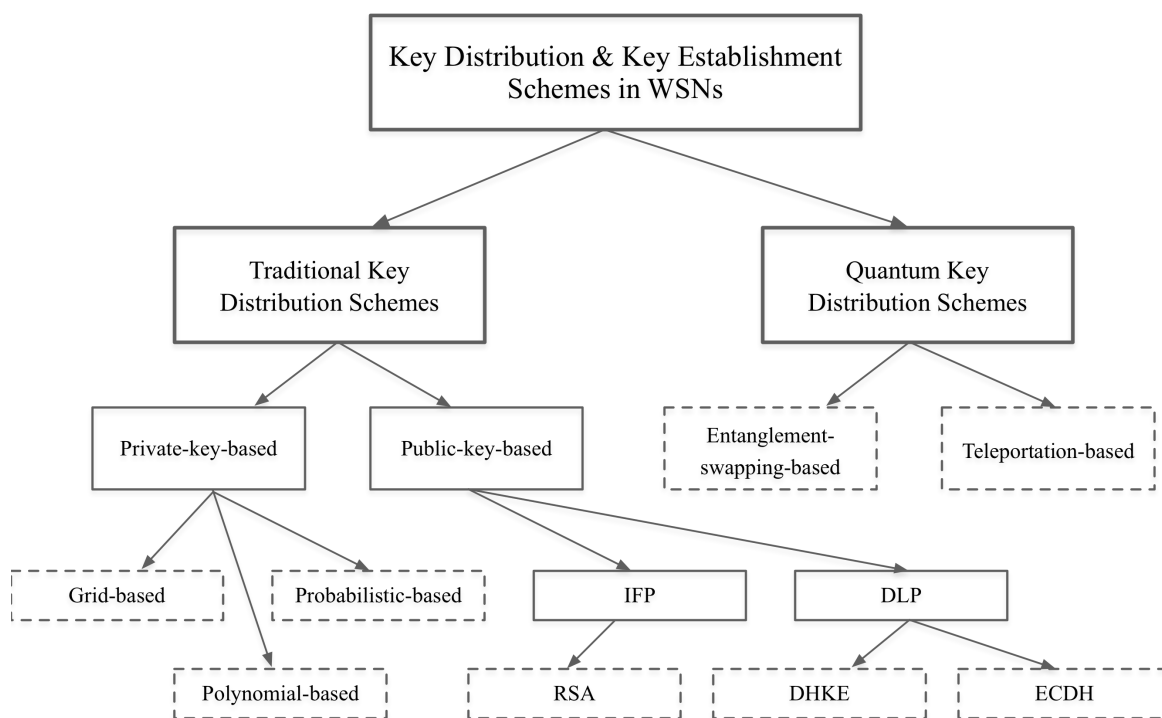 Key Distribution & Key Establishment
Schemes in WSNs
Traditional Key
Distribution Schemes
Quantum Key
Distribution Schemes
Private-key-based
Public-key-based
Entanglement-
swapping-based
Teleportation-based
Grid-based
Probabilistic-based
IFP
DLP
Polynomial-based
RSA
DHKE
ECDH